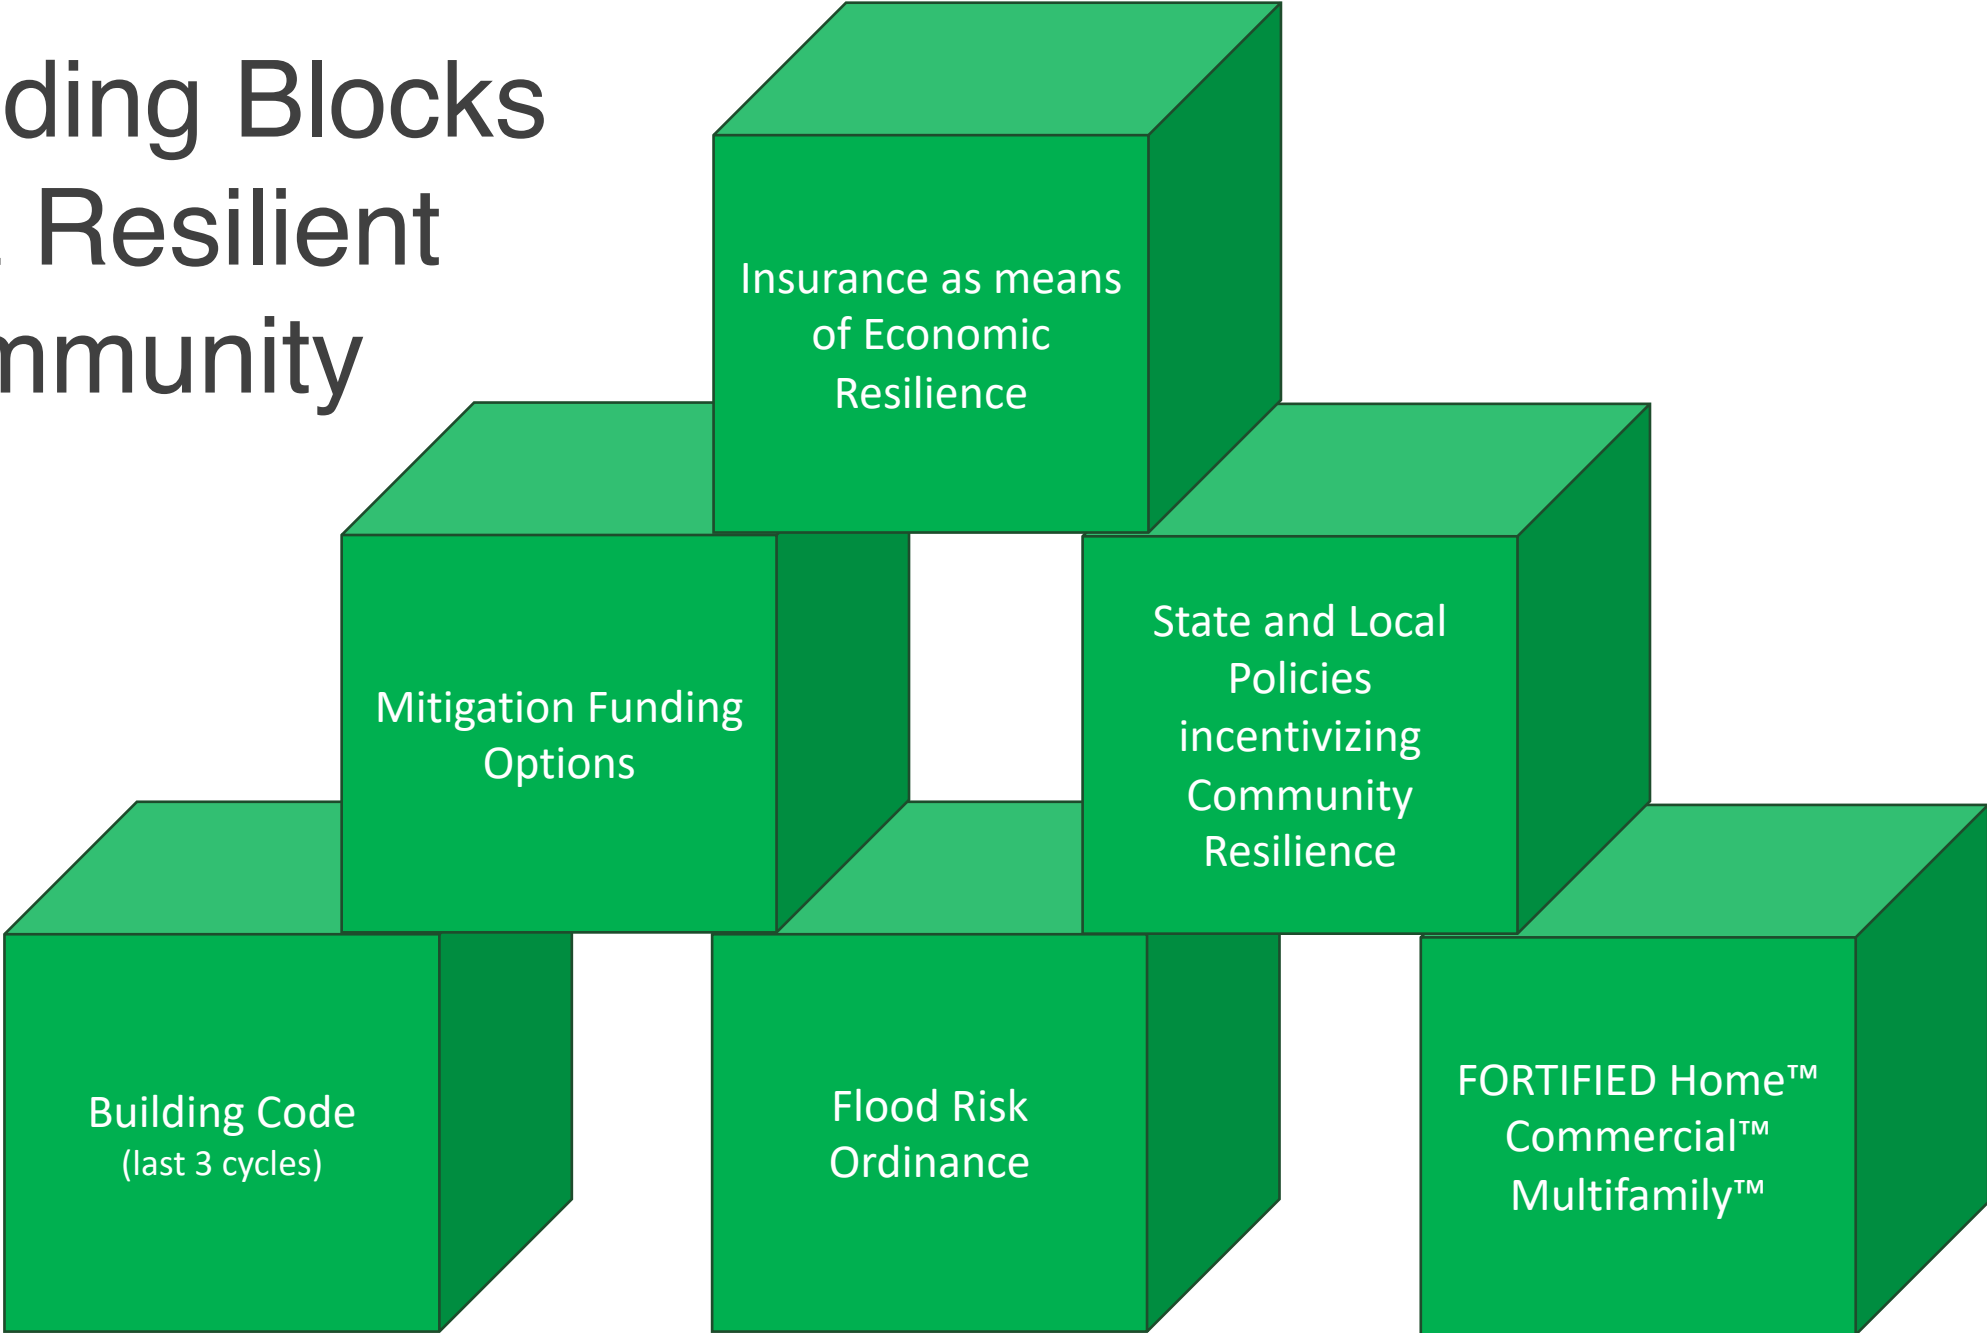 ding Blocks
Resilient
mmunity
Insurance as means
of Economic
Resilience
Mitigation Funding
Options
State and Local
Policies
incentivizing
Community
Resilience
Building Code
(last 3 cycles)
Flood Risk
Ordinance
FORTIFIED Home™
Commercial™
Multifamily™